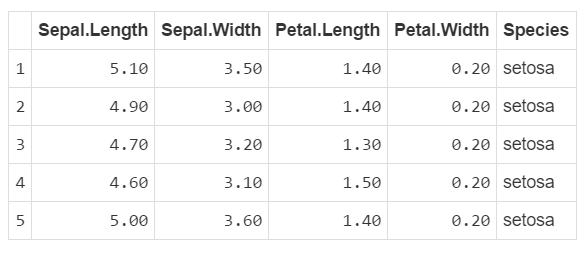 Sepal.Length Sepal.Width Petal.Length Petal.Width Species
1 5.10 3.50 1.40 0.20 setosa
2 4.90 3.00 1.40 0.20 setosa
3 4.70 3.20 1.30 0.20 setosa
4 4.60 3.10 1.50 0.20 setosa
5 5.00 3.60 1.40 0.20 setosa